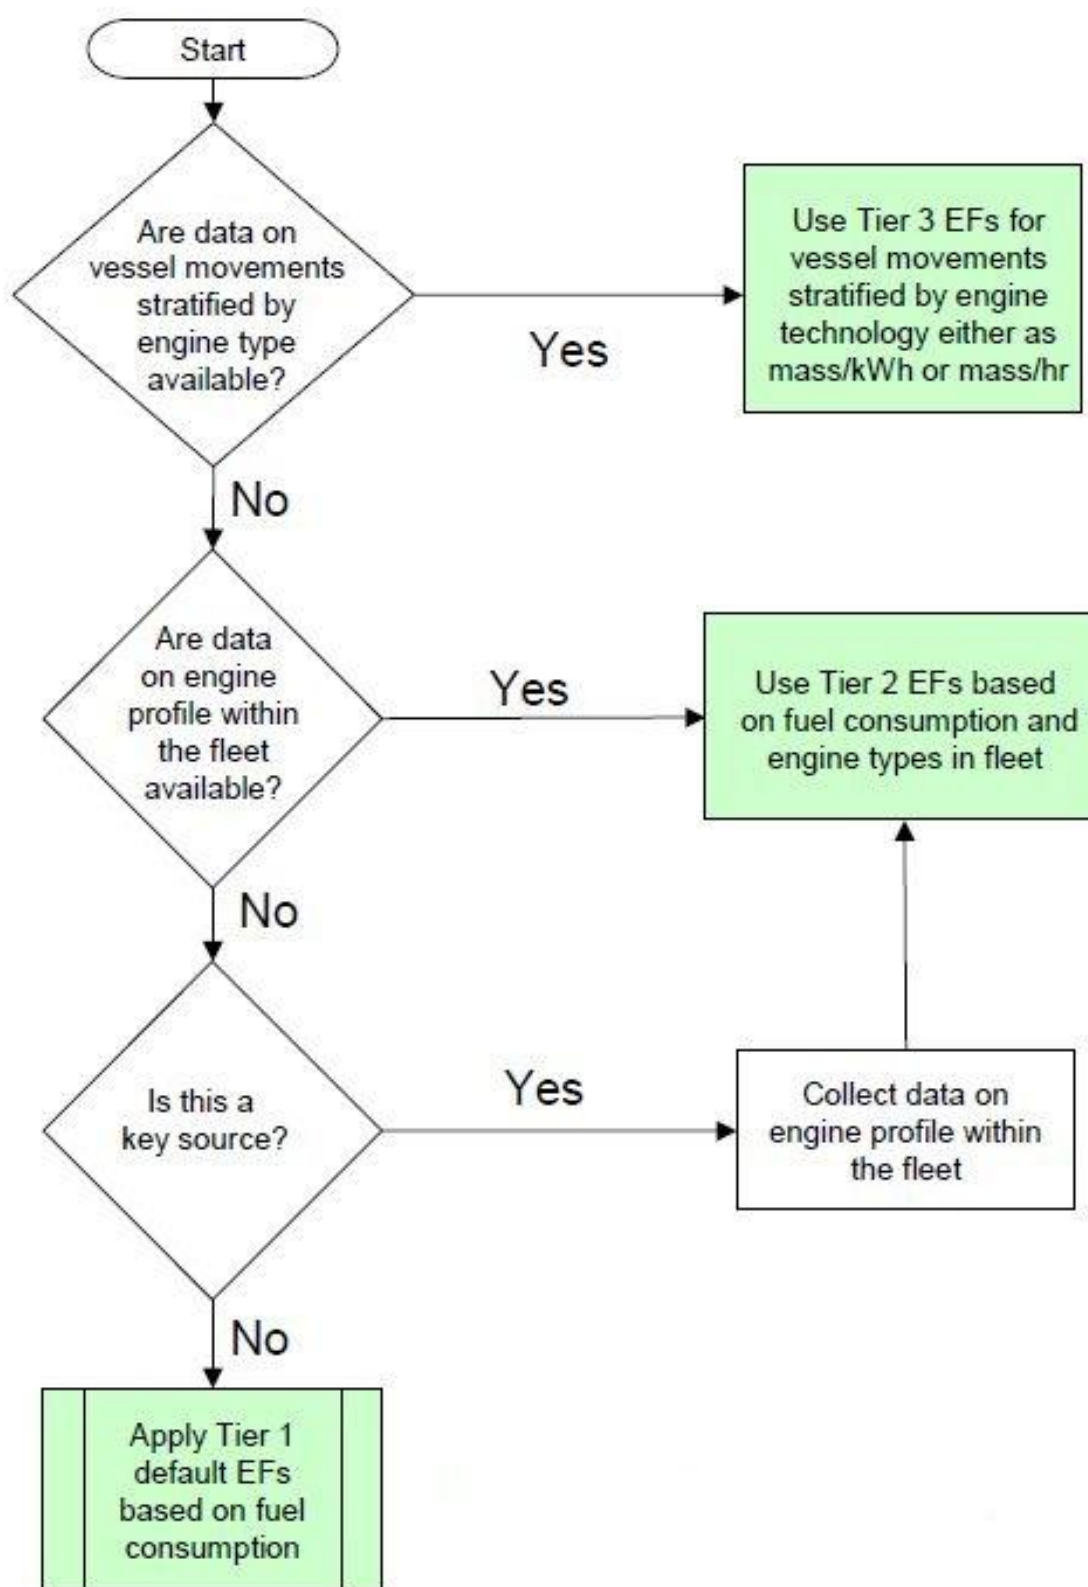 Start
Are data on
vessel movements
stratified by
engine type
available?
Yes
Use Tier 3 EFs for
vessel movements
stratified by engine
technology either as
mass/kWh or mass/hr
No
Are data
on engine
profile within
the fleet
available?
Yes
Use Tier 2 EFs based
on fuel consumption and
engine types in fleet
No
Is this a
key source?
Yes
Collect data on
engine profile within
the fleet
No
Apply Tier 1
default EFs
based on fuel
consumption